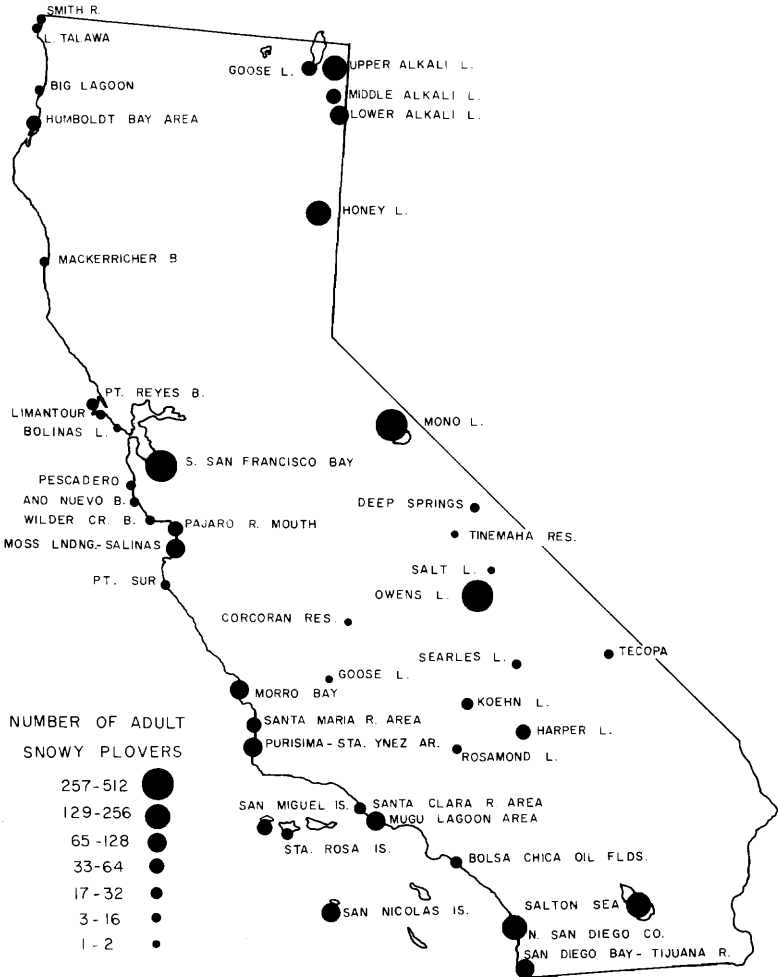 SMITH R.
L. TALAWA
GOOSE L.
UPPER ALKALI L.
BIG LAGOON
MIDDLE ALKALI L.
HUMBOLDT BAY AREA
LOWER ALKALI L.
HONEY L.
MACKERRICHER B
PT. REYES B.
LIMANTOUR
MONO L.
BOLINAS L.
S. SAN FRANCISCO BAY
PESCADERO
ANO NUEVO B.
DEEP SPRINGS
WILDER CR. B.
PAJARO R. MOUTH
TINEMAHA RES.
MOSS LNDNG.-SALINAS
SALT L.
PT. SUR
OWENS L.
CORCORAN RES.
TECOPA
SEARLES L.
GOOSE L.
MORRO BAY
KOEHN L.
SANTA MARIA R. AREA
HARPER L.
PURISIMA-STA. YNEZ AR.
ROSAMOND L.
NUMBER OF ADULT
SNOWY PLOVERS
257-512
129-256
65-128
33-64
17-32
3-16
1-2
SAN MIGUEL IS.
SANTA CLARA R. AREA
MUGU LAGOON AREA
STA. ROSA IS.
BOLSA CHICA OIL FLDS.
SAN NICOLAS IS.
SALTON SEA
N. SAN DIEGO CO.
SAN DIEGO BAY-TIJUANA R.